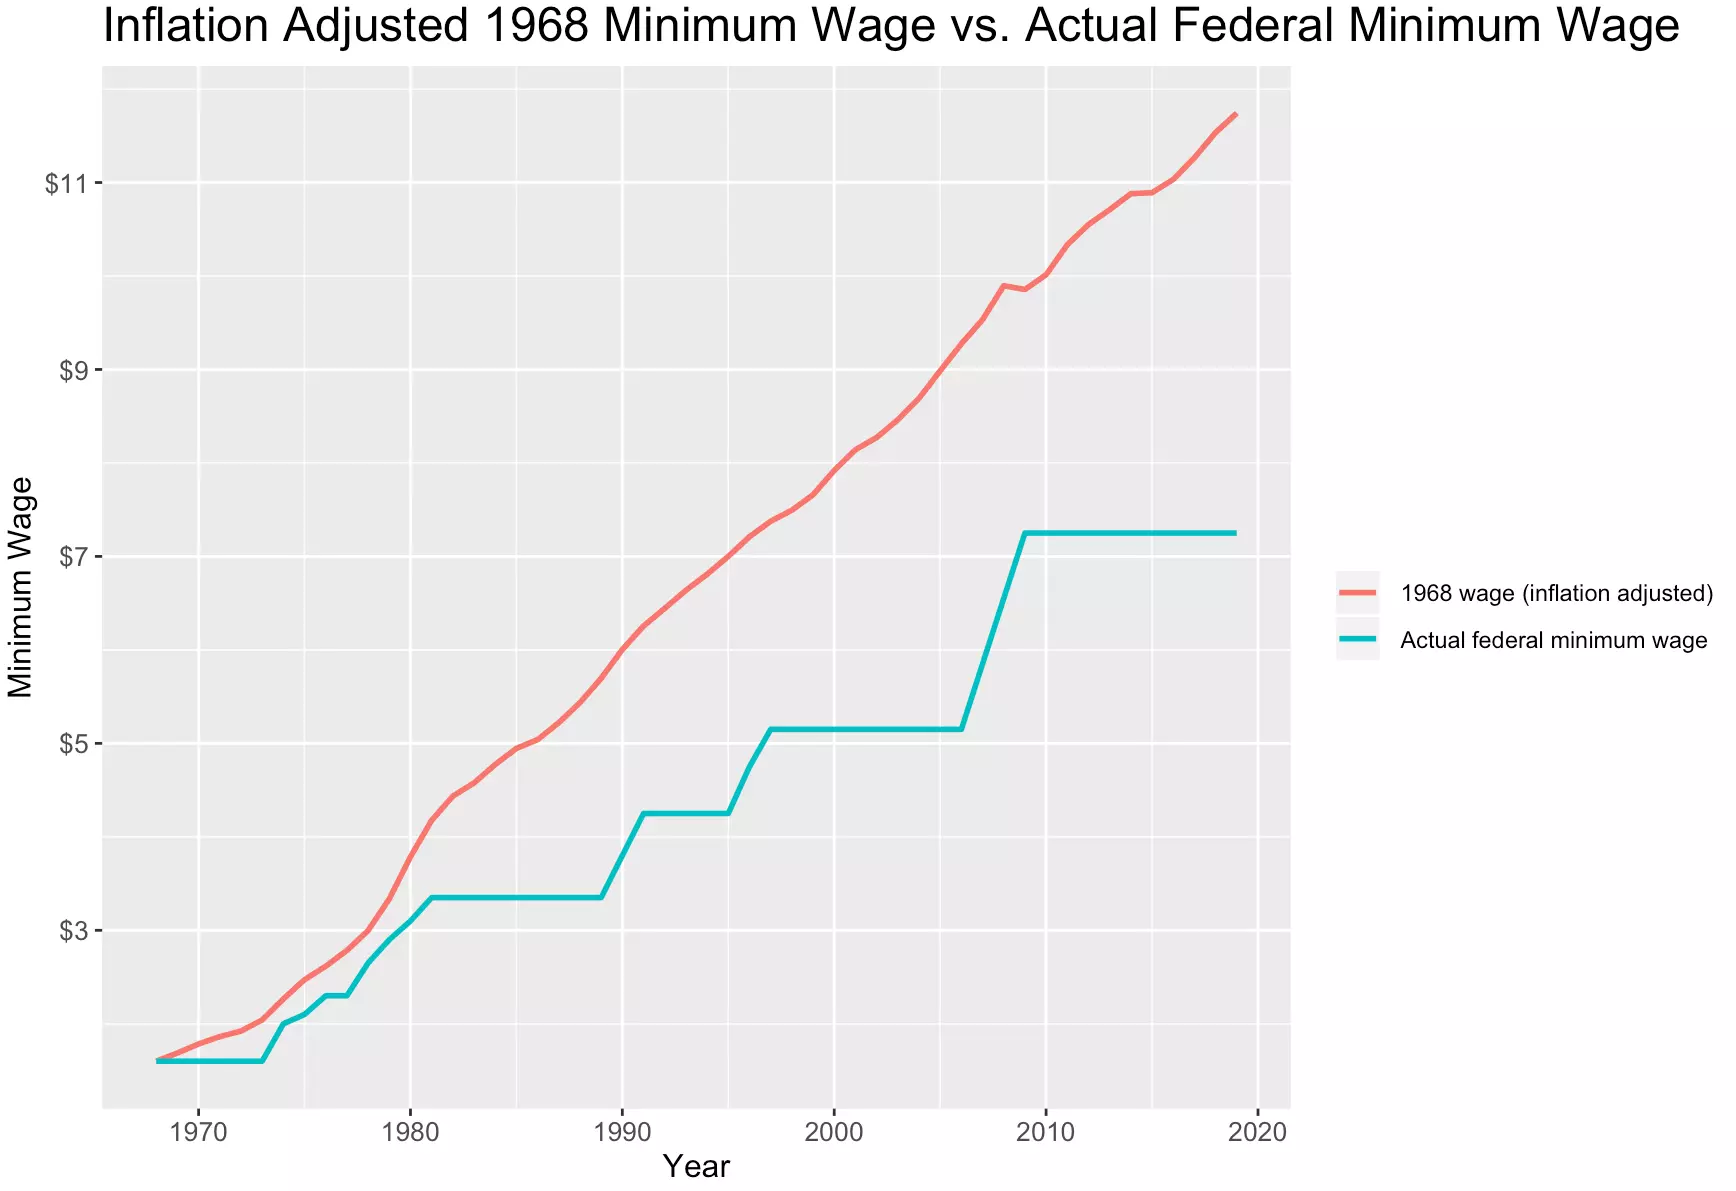 Inflation Adjusted 1968 Minimum Wage vs. Actual Federal Minimum Wage
Minimum Wage
$11
$9
$7
$5
$3
1970 1980 1990 2000 2010 2020
Year
1968 wage (inflation adjusted)
Actual federal minimum wage